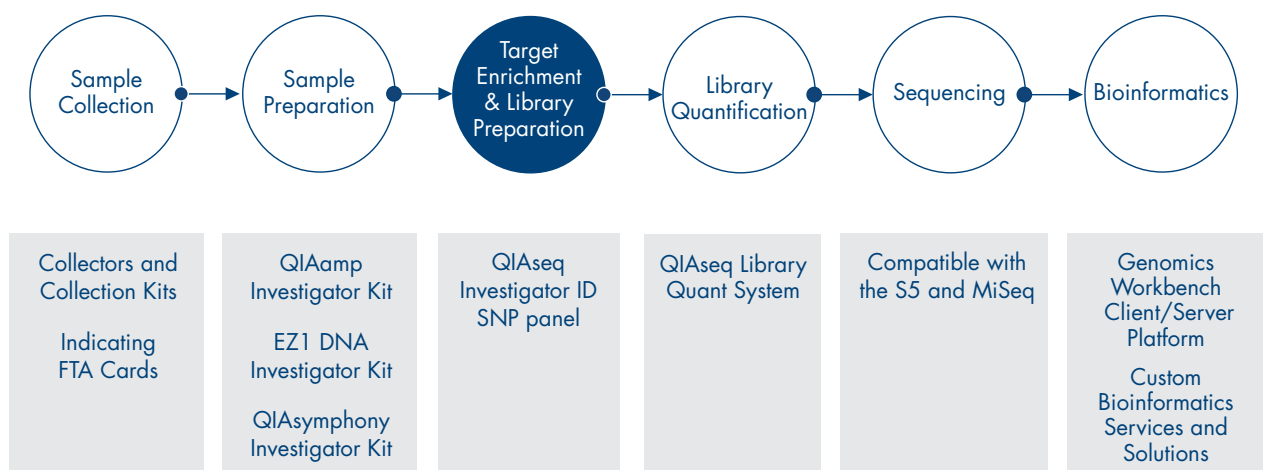 Sample
Collection
Sample
Preparation
Target
Enrichment
& Library
Preparation
Library
Quantification
Sequencing
Bioinformatics
Collectors and
Collection Kits
Indicating
FTA Cards
QIAamp
Investigator Kit
EZ1 DNA
Investigator Kit
QIAsymphony
Investigator Kit
QIAseq
Investigator ID
SNP panel
QIAseq Library
Quant System
Compatible with
the S5 and MiSeq
Genomics
Workbench
Client/Server
Platform
Custom
Bioinformatics
Services and
Solutions